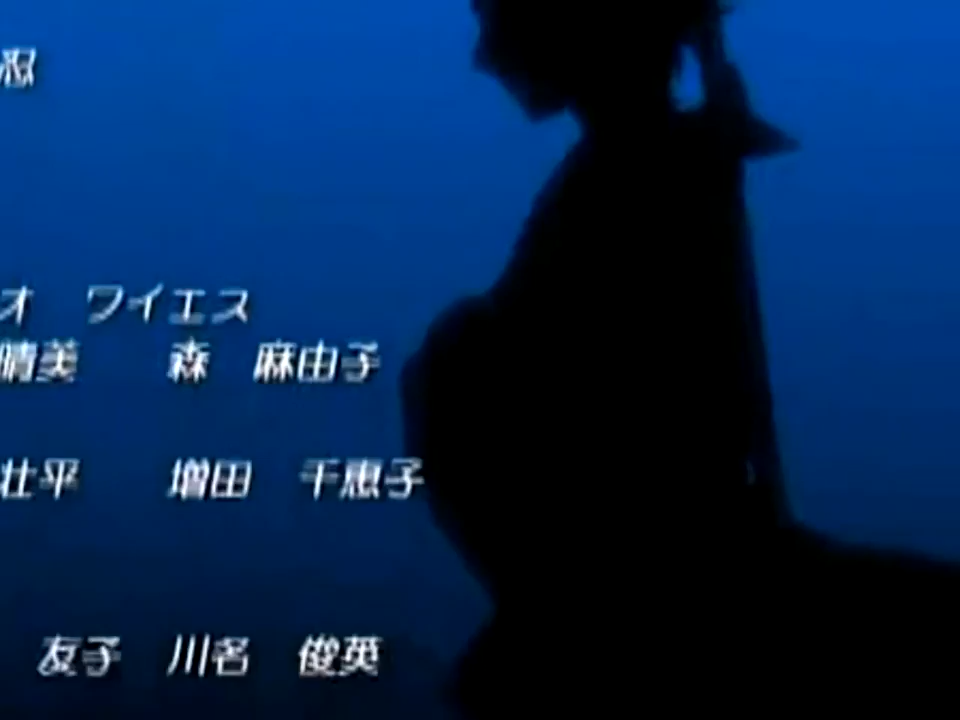 忍
オ　ワイエス
晴美　　森　麻由子
壮平　　増田　千恵子
友子　川名　俊英